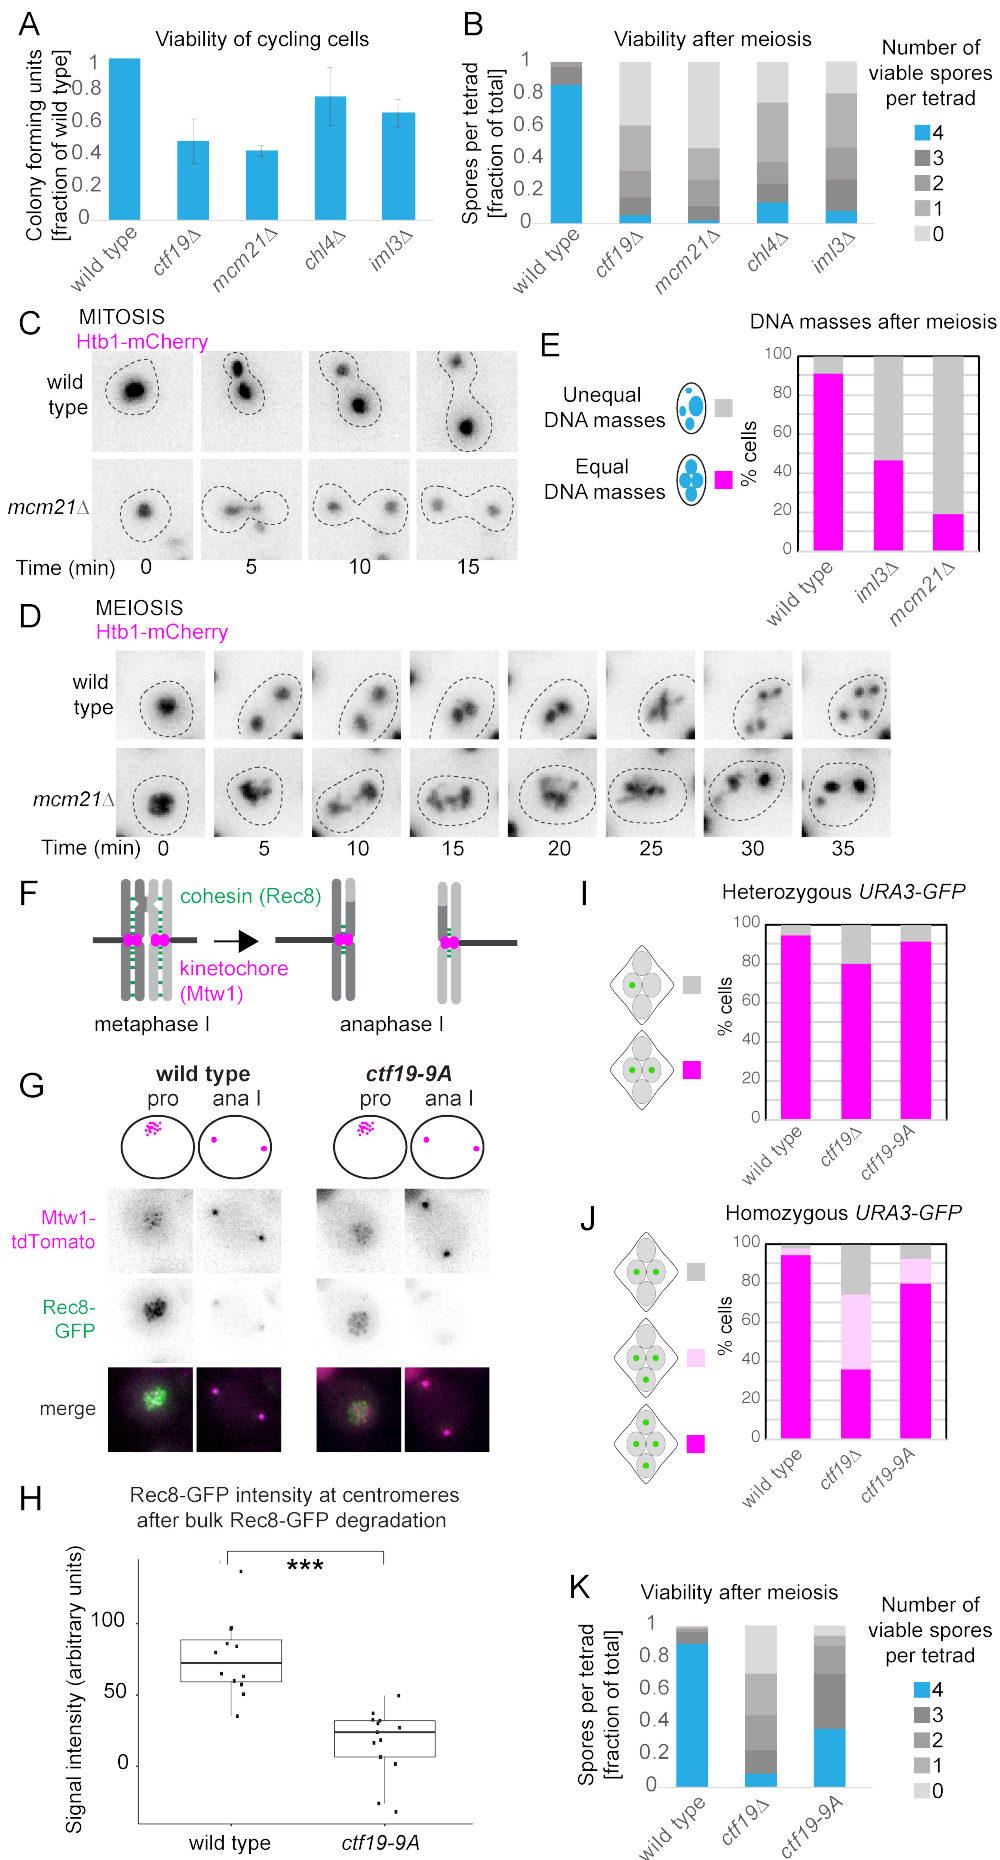 A
Viability of cycling cells
Colony forming units
[fraction of wild type]
1
0.8
0.6
0.4
0.2
0
wild type
ctf19Δ
mcm21Δ
chl4Δ
iml3Δ
B
Viability after meiosis
Spores per tetrad
[fraction of total]
1
0.8
0.6
0.4
0.2
0
wild type
ctf19Δ
mcm21Δ
chl4Δ
iml3Δ
Number of
viable spores
per tetrad
4
3
2
1
0
C
MITOSIS
Htb1-mCherry
wild
type
mcm21Δ
Time (min)
0
5
10
15
D
MEIOSIS
Htb1-mCherry
wild
type
mcm21Δ
Time (min)
0
5
10
15
20
25
30
35
E
DNA masses after meiosis
Unequal
DNA masses
Equal
DNA masses
% cells
100
80
60
40
20
0
wild type
iml3Δ
mcm21Δ
F
cohesin (Rec8)
kinetochore
(Mtw1)
metaphase I
anaphase I
G
wild type
ctf19-9A
pro
ana I
pro
ana I
Mtw1-
tdTomato
Rec8-
GFP
merge
H
Rec8-GFP intensity at centromeres
after bulk Rec8-GFP degradation
***
Signal intensity (arbitrary units)
100
50
0
wild type
ctf19-9A
I
Heterozygous URA3-GFP
% cells
100
80
60
40
20
0
wild type
ctf19Δ
ctf19-9A
J
Homozygous URA3-GFP
% cells
100
80
60
40
20
0
wild type
ctf19Δ
ctf19-9A
K
Viability after meiosis
Spores per tetrad
[fraction of total]
1
0.8
0.6
0.4
0.2
0
wild type
ctf19Δ
ctf19-9A
Number of
viable spores
per tetrad
4
3
2
1
0